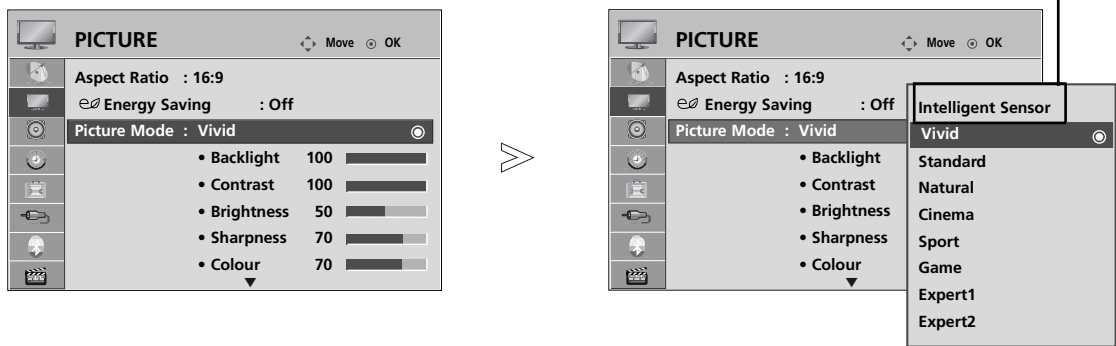 PICTURE Move OK
Aspect Ratio : 16:9
Energy Saving : Off
Picture Mode : Vivid
• Backlight 100
• Contrast 100
• Brightness 50
• Sharpness 70
• Colour 70
PICTURE Move OK
Aspect Ratio : 16:9
Energy Saving : Off
Picture Mode : Vivid
• Backlight
• Contrast
• Brightness
• Sharpness
• Colour
Intelligent Sensor
Vivid
Standard
Natural
Cinema
Sport
Game
Expert1
Expert2